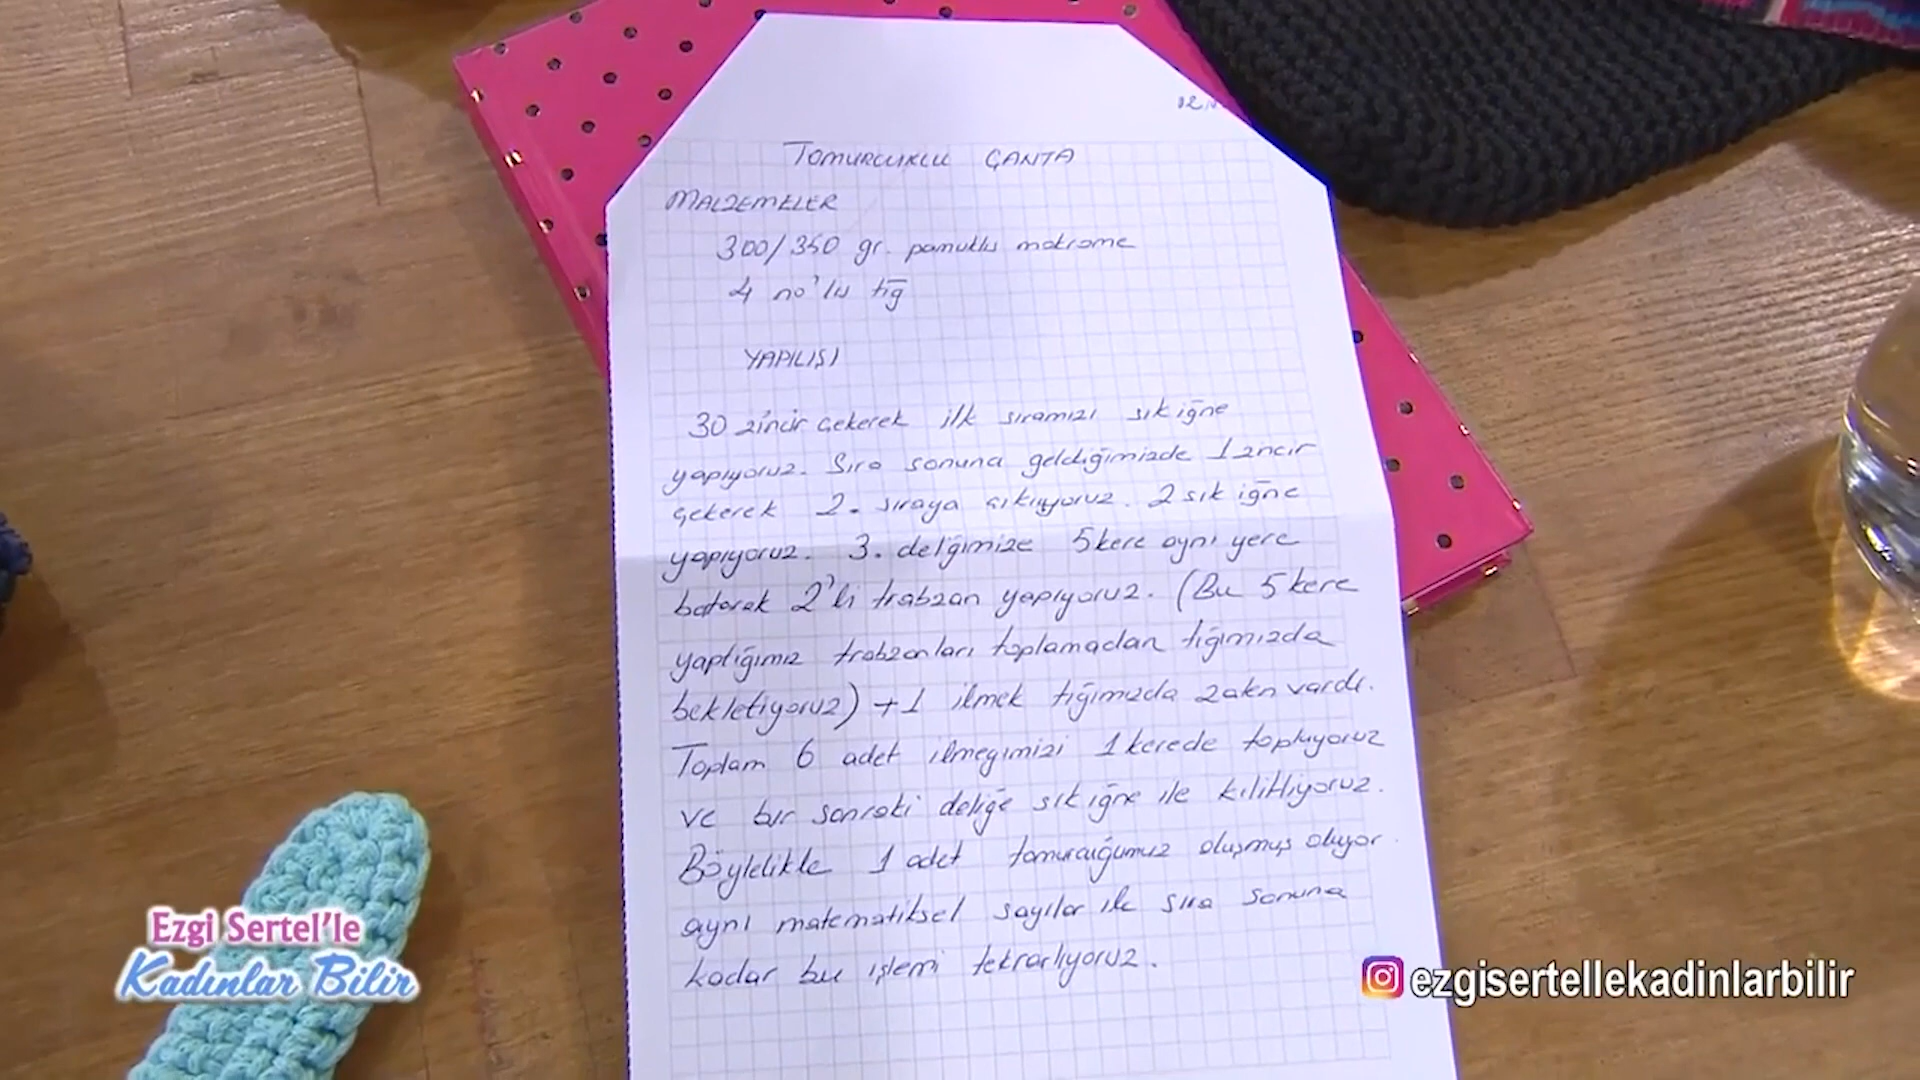 TOMURCUKLU ÇANTA
MALZEMELER
300/350 gr. pamuklu makrome
4 no'lu tığ
YAPILIŞI
30 zincir çekerek ilk sıramızı sık iğne
yapıyoruz. Sıra sonuna geldiğimizde 1 zncir
çekerek 2. sıraya çıkıyoruz. 2 sık iğne
yapıyoruz. 3. deliğimize 5 kere aynı yere
batarak 2'li trabzan yapıyoruz. (Bu 5 kere
yaptığımız trabzanları toplamadan tığımızda
bekletiyoruz) +1 ilmek tığımızda zaten vardı.
Toplam 6 adet ilmeğimizi 1 kerede topluyoruz
ve bir sonraki deliğe sık iğne ile kilitliyoruz.
Böylelikle 1 adet tomurcuğumuz oluşmuş oluyor
aynı matematiksel sayılar ile sıra sonuna
kadar bu işlemi tekrarlıyoruz.
Ezgi Sertel'le
Kadınlar Bilir
ezgisertellekadinlarbilir